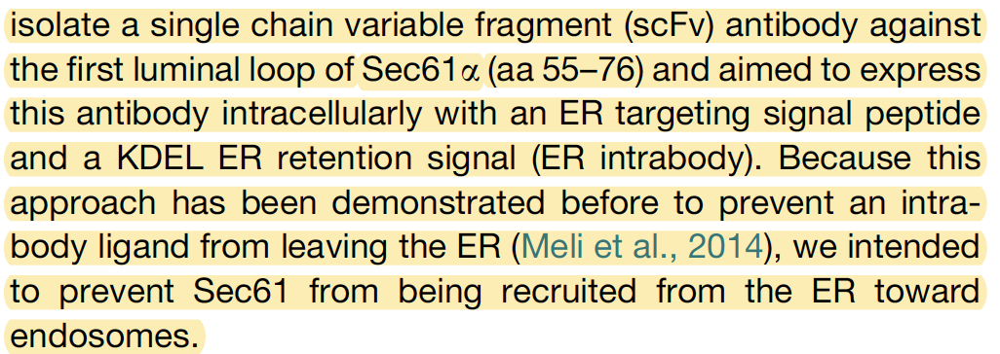 isolate a single chain variable fragment (scFv) antibody against
the first luminal loop of Sec61α (aa 55–76) and aimed to express
this antibody intracellularly with an ER targeting signal peptide
and a KDEL ER retention signal (ER intrabody). Because this
approach has been demonstrated before to prevent an intra-
body ligand from leaving the ER (Meli et al., 2014), we intended
to prevent Sec61 from being recruited from the ER toward
endosomes.